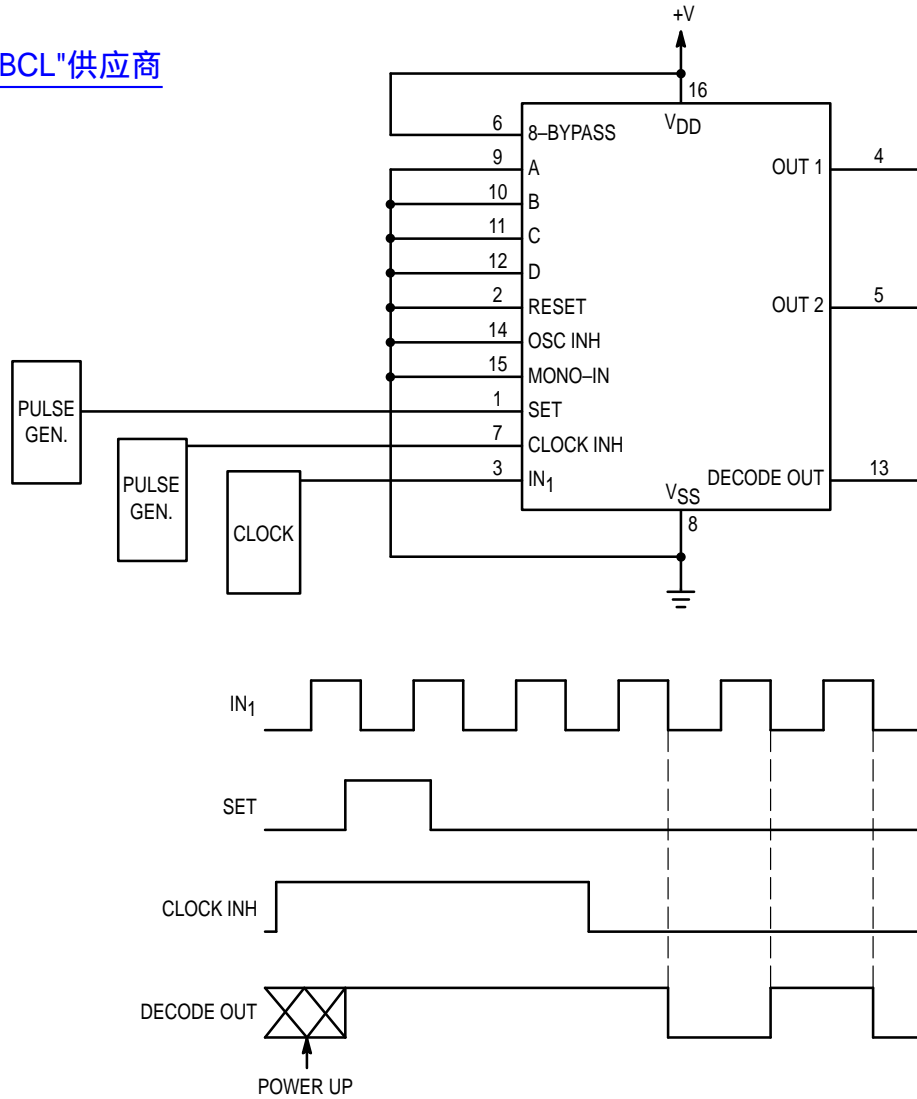 +V
BCL"供应商
16
VDD
6 8–BYPASS
9 A
OUT 1 4
10 B
11 C
12 D
2 RESET
OUT 2 5
14 OSC INH
15 MONO–IN
PULSE
GEN.
1 SET
7 CLOCK INH
PULSE
GEN.
3 IN1
DECODE OUT 13
VSS
CLOCK
8
IN1
SET
CLOCK INH
DECODE OUT
POWER UP